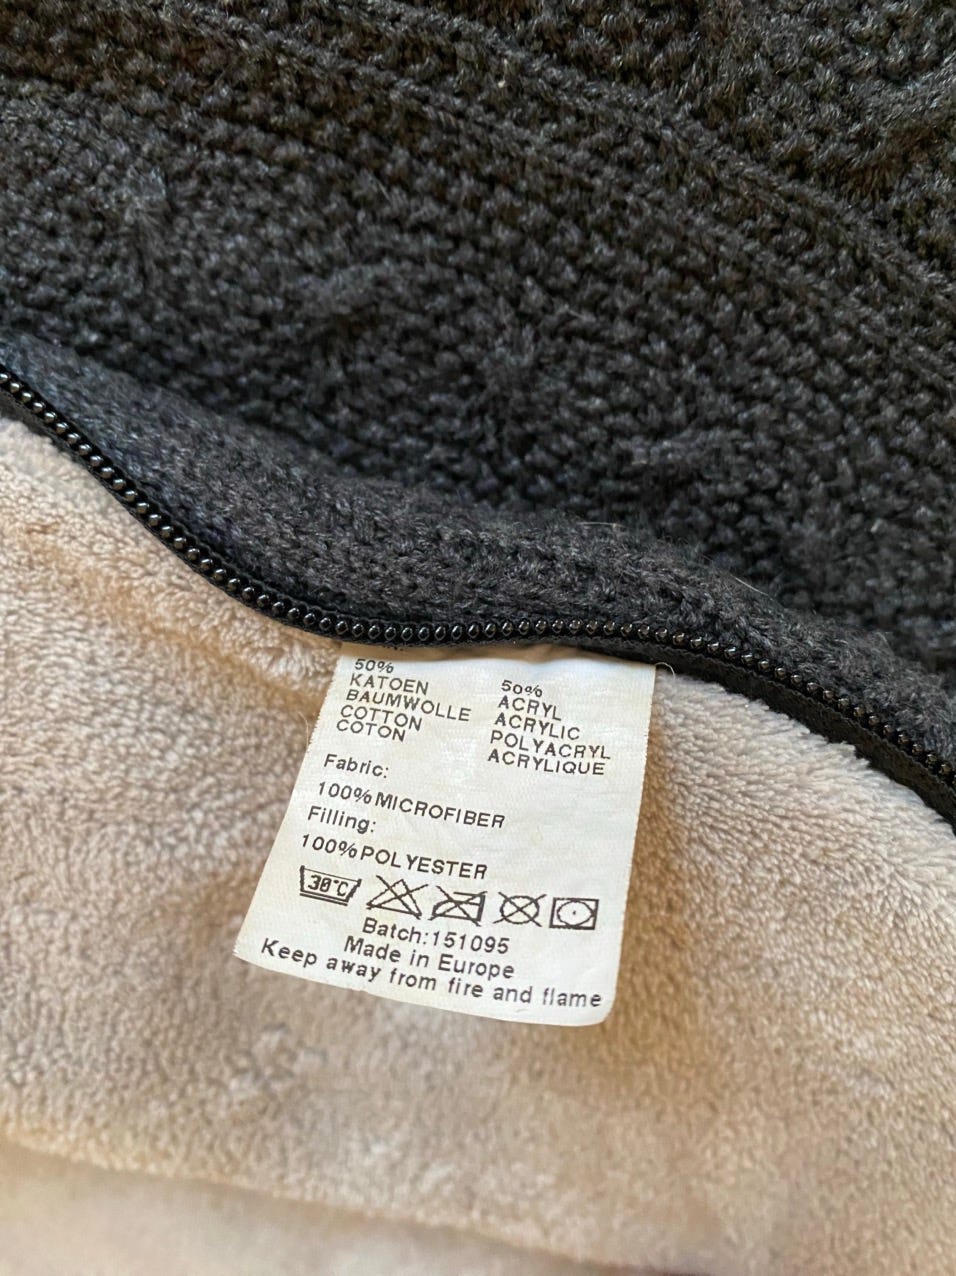 50%
KATOEN
BAUMWOLLE
COTTON
COTON
50%
ACRYL
ACRYLIC
POLYACRYL
ACRYLIQUE
Fabric:
100%MICROFIBER
Filling:
100%POLYESTER
30°C
Batch:151095
Made in Europe
Keep away from fire and flame